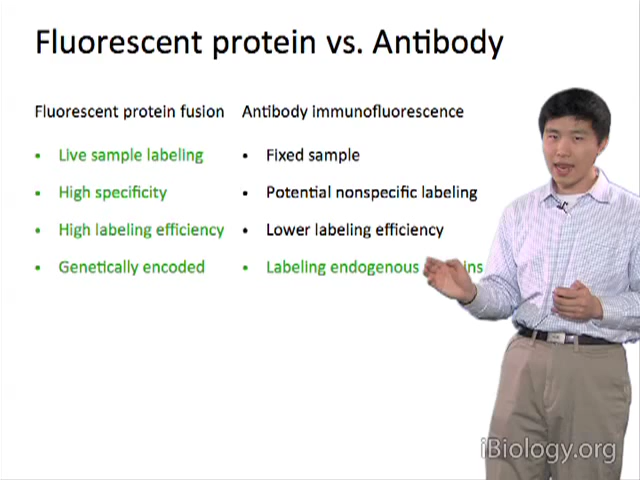 Fluorescent protein vs. Antibody
Fluorescent protein fusion Antibody immunofluorescence
• Live sample labeling • Fixed sample
• High specificity • Potential nonspecific labeling
• High labeling efficiency • Lower labeling efficiency
• Genetically encoded • Labeling endogenous
iBiology.org